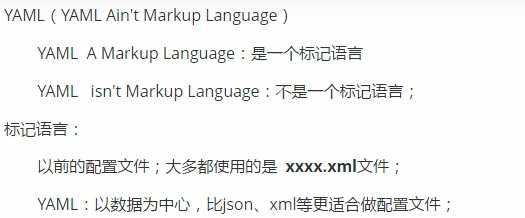 YAML（YAML Ain't Markup Language）
YAML A Markup Language：是一个标记语言
YAML isn't Markup Language：不是一个标记语言；
标记语言：
以前的配置文件；大多都使用的是 xxxx.xml文件；
YAML：以数据为中心，比json、xml等更适合做配置文件；